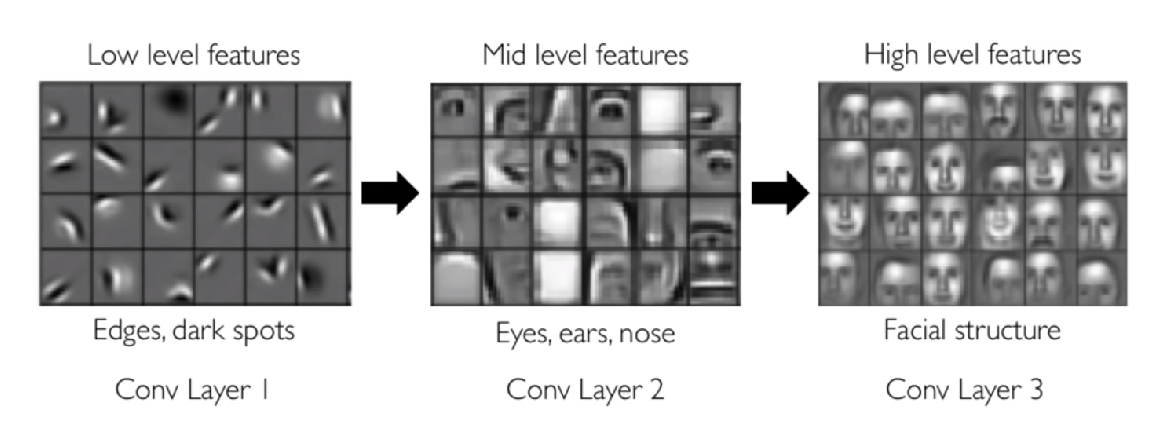 Low level features
Mid level features
High level features
Edges, dark spots
Eyes, ears, nose
Facial structure
Conv Layer 1
Conv Layer 2
Conv Layer 3